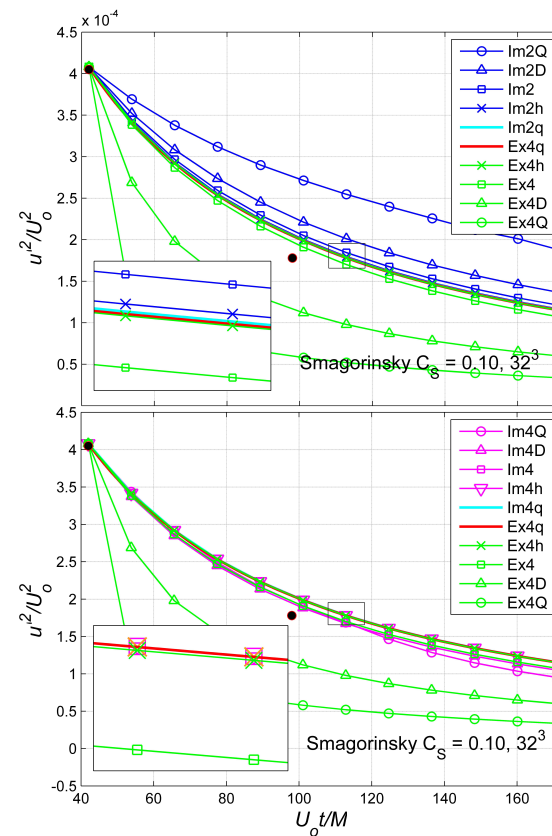 x 10^-4
4.5
4
3.5
3
2.5
2
1.5
0.5
u'^2/U_o^2
Im2Q
Im2D
Im2
Im2h
Im2q
Ex4q
Ex4h
Ex4
Ex4D
Ex4Q
Smagorinsky C_S = 0.10, 32^3
4.5
4
3.5
3
2.5
2
1.5
1
0.5
0
-0.5
u'^2/U_o^2
Im4Q
Im4D
Im4
Im4h
Im4q
Ex4q
Ex4h
Ex4
Ex4D
Ex4Q
Smagorinsky C_S = 0.10, 32^3
40 60 80 100 120 140 160
U_o t/M